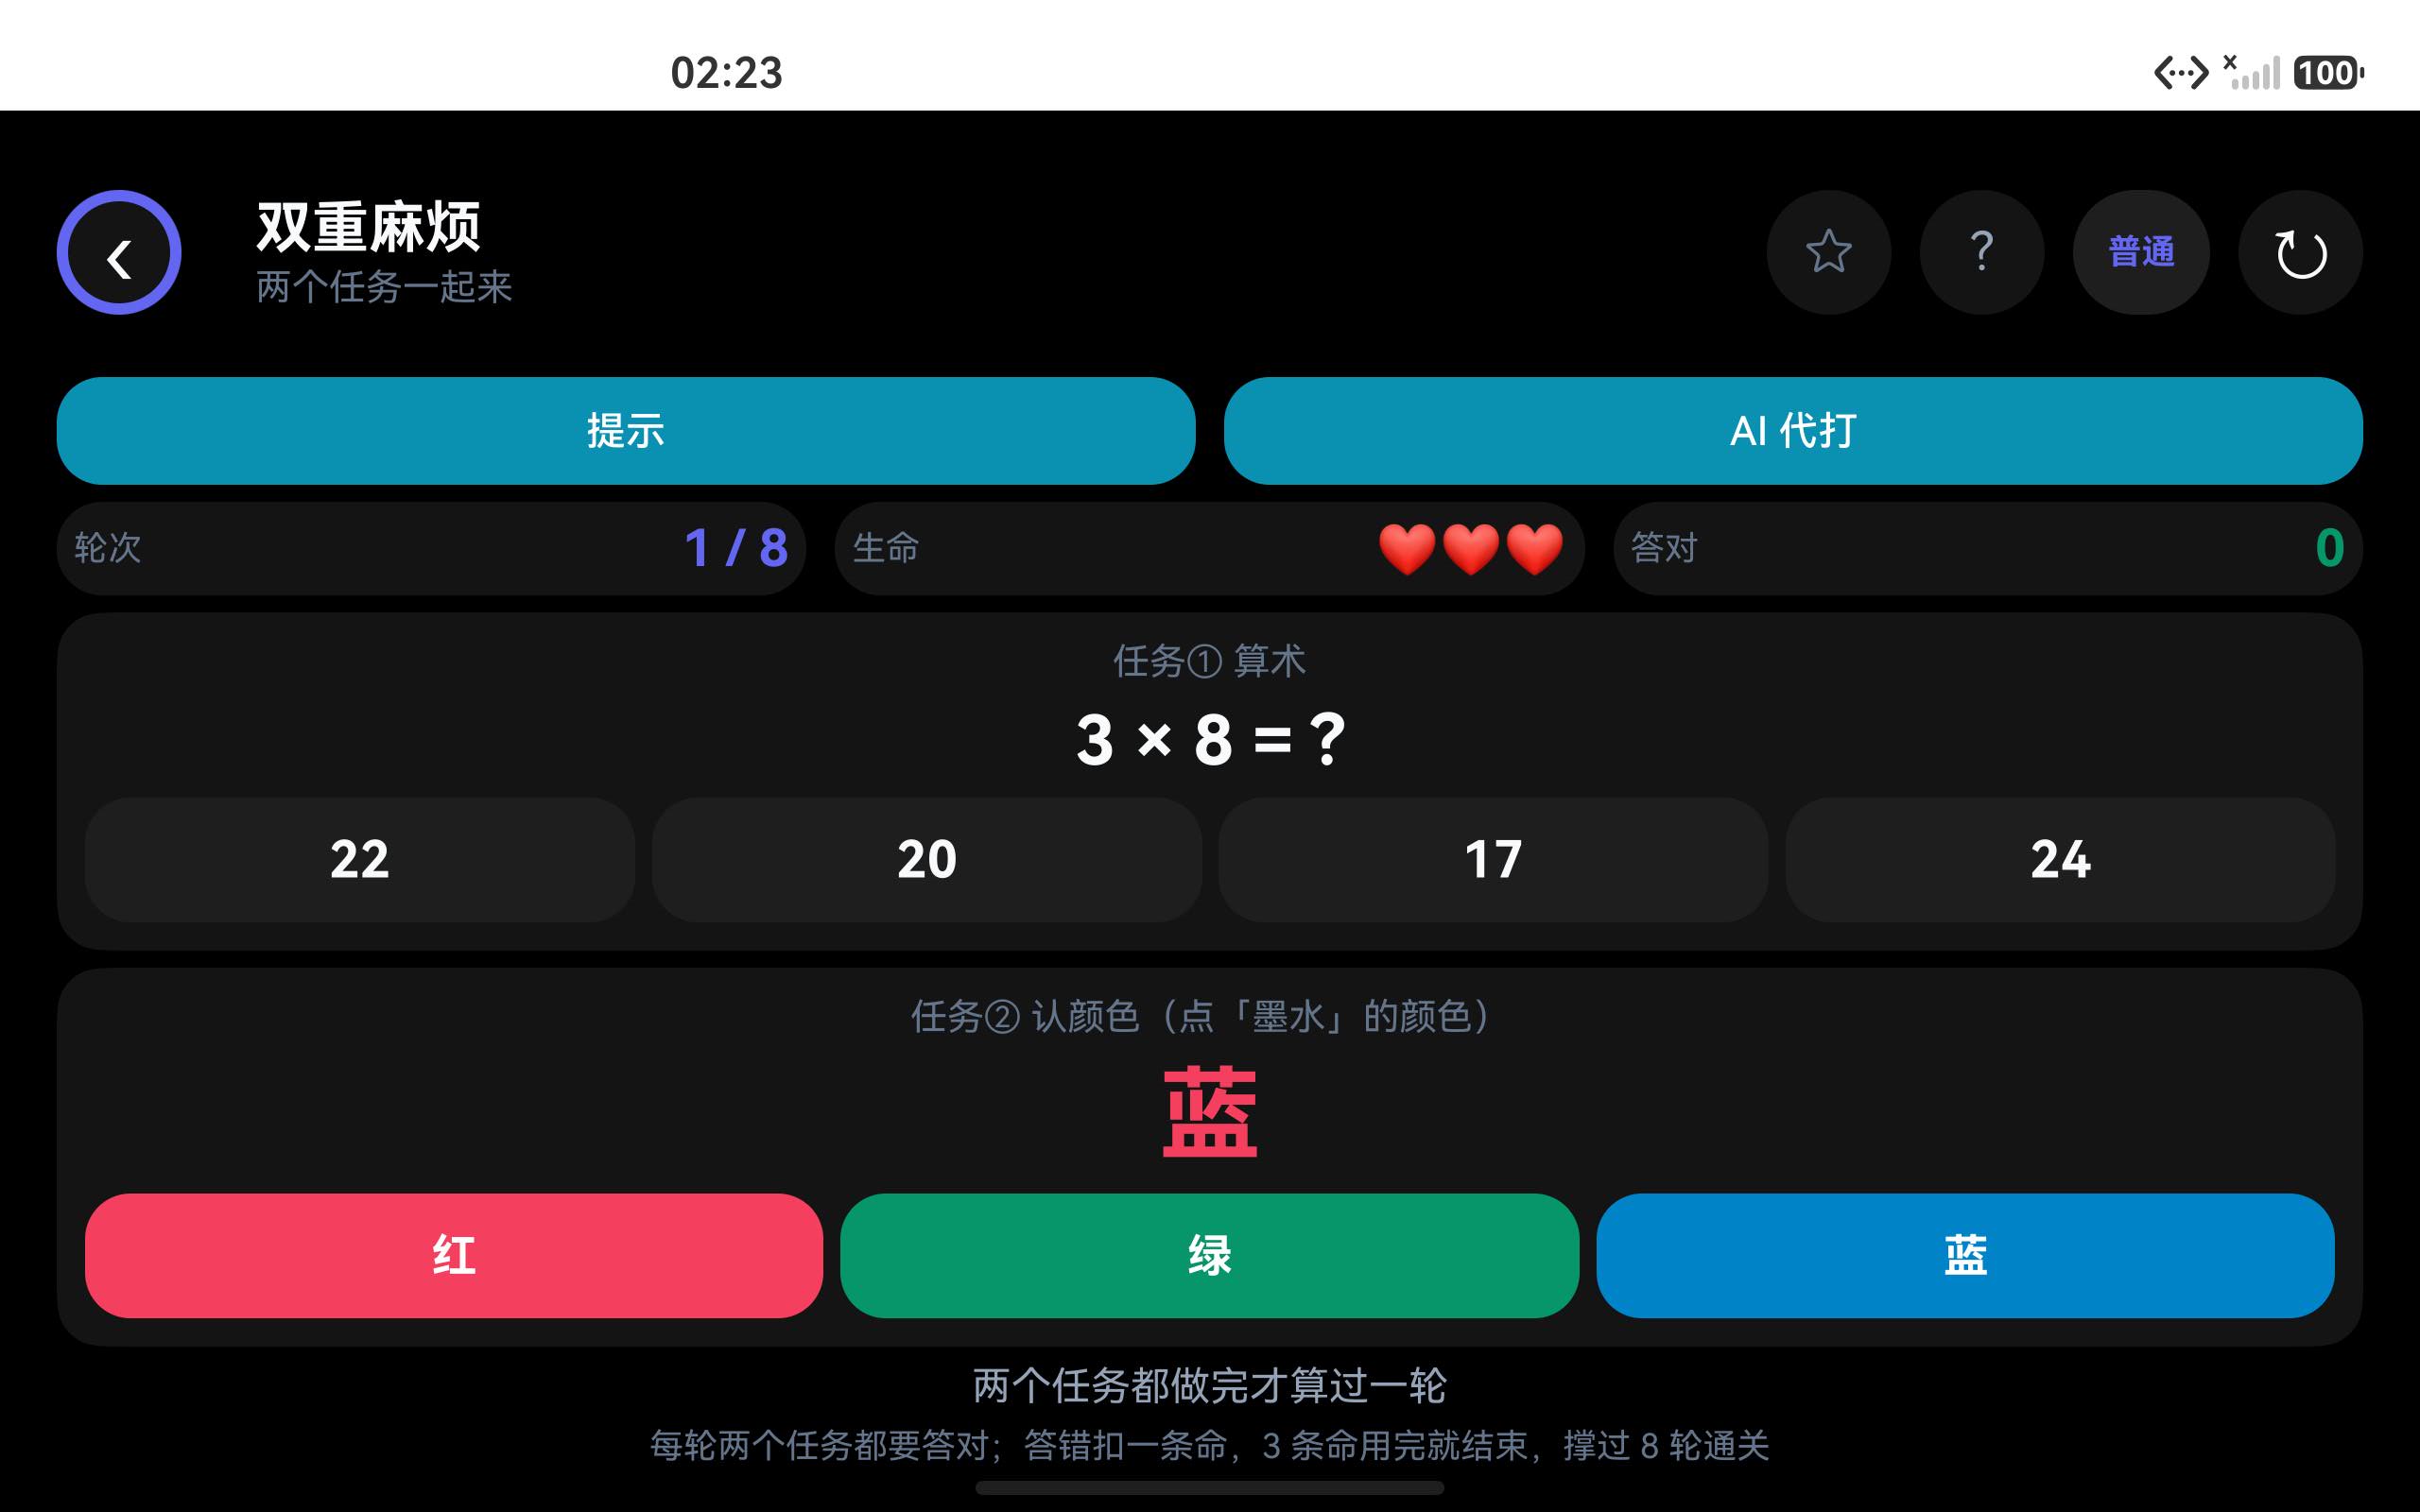 02:23
100
双重麻烦
两个任务一起来
?
普通
提示
AI 代打
轮次
1 / 8
生命
❤️❤️❤️
答对
0
任务① 算术
3 × 8 = ?
22
20
17
24
任务② 认颜色（点「墨水」的颜色）
蓝
红
绿
蓝
两个任务都做完才算过一轮
每轮两个任务都要答对；答错扣一条命，3 条命用完就结束，撑过 8 轮通关